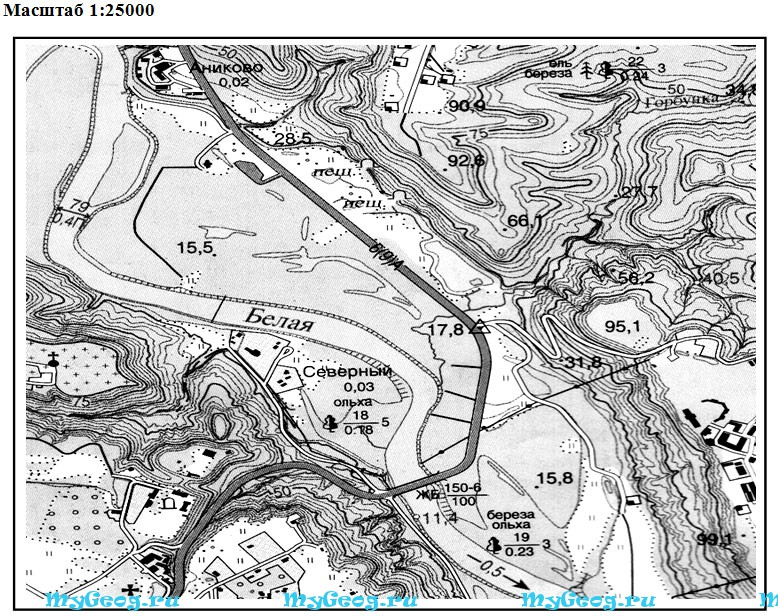 Масштаб 1:25000
50
Аниково
0,02
ель
береза
22
0.24
3
50
Горбунка
34,8
90,9
28,5
75
92,6
пещ.
пещ.
27,7
79
0,4П
66,1
15,5
6(9)А
56,2
40,5
Белая
17,8
95,1
31,8
Северный
0,03
ольха
18
0.18
5
75
15,8
50
ЖБ
150-6
100
11,4
береза
ольха
19
0.23
3
99,1
0.5
MyGeog.ru
MyGeog.ru
MyGeog.ru
M